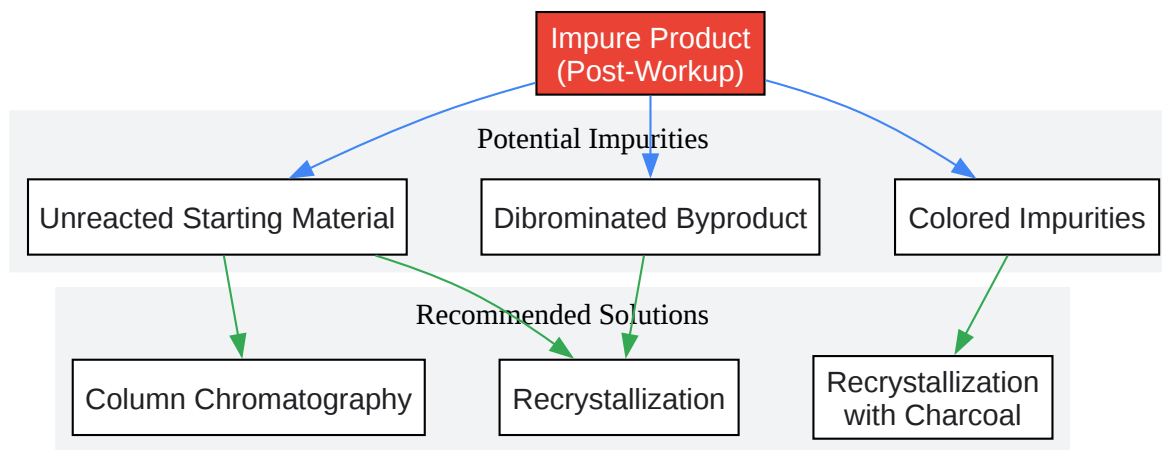 Impure Product
(Post-Workup)
Potential Impurities
Unreacted Starting Material
Dibrominated Byproduct
Colored Impurities
Recommended Solutions
Column Chromatography
Recrystallization
Recrystallization
with Charcoal